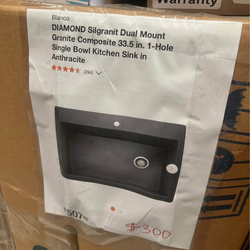 Warranty
Blanco
DIAMOND Silgranit Dual Mount
Granite Composite 33.5 in. 1-Hole
Single Bowl Kitchen Sink in
Anthracite
(294)
$300